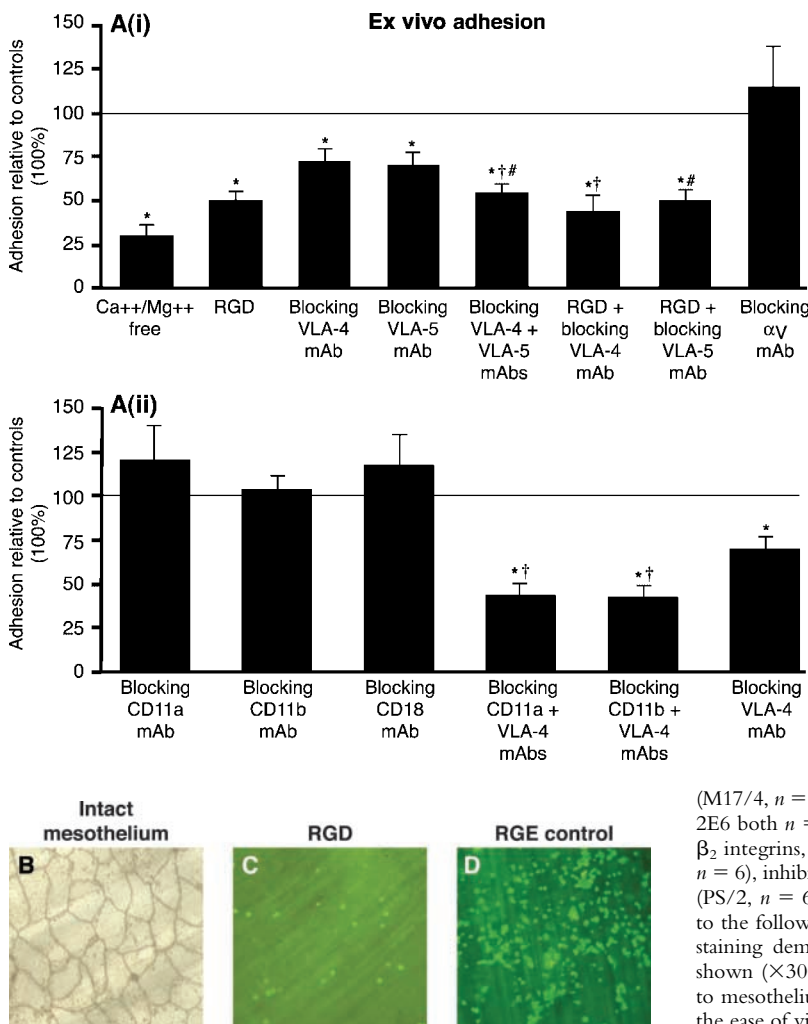 A(i)
Ex vivo adhesion
Adhesion relative to controls
(100%)
150
125
100
75
50
25
0
*
*
*
*
*†#
*†
*#
Ca++/Mg++
free
RGD
Blocking
VLA-4
mAb
Blocking
VLA-5
mAb
Blocking
VLA-4 +
VLA-5
mAbs
RGD +
blocking
VLA-4
mAb
RGD +
blocking
VLA-5
mAb
Blocking
αV
mAb
A(ii)
Adhesion relative to controls
(100%)
150
125
100
75
50
25
0
*†
*†
*
Blocking
CD11a
mAb
Blocking
CD11b
mAb
Blocking
CD18
mAb
Blocking
CD11a +
VLA-4
mAbs
Blocking
CD11b +
VLA-4
mAbs
Blocking
VLA-4
mAb
Intact
mesothelium
B
RGD
C
RGE control
D
(M17/4, n =
2E6 both n =
β2 integrins,
n = 6), inhibi
(PS/2, n = 6
to the follow
staining dem
shown (×30
to mesotheliu
the ease of vi